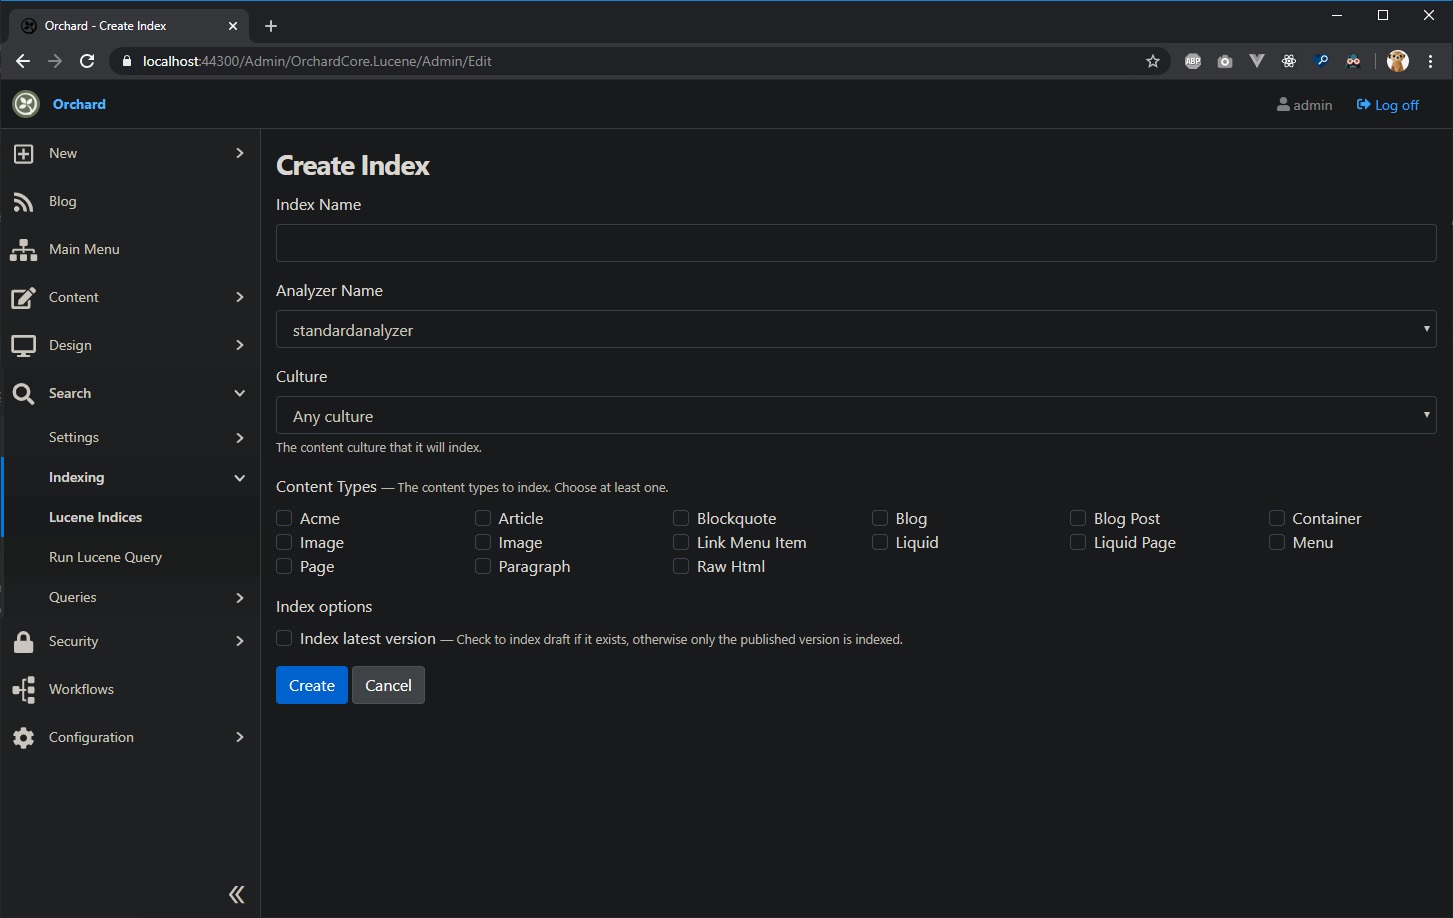 Orchard - Create Index
localhost:44300/Admin/OrchardCore.Lucene/Admin/Edit
ABP
Orchard
admin
Log off
New
Blog
Main Menu
Content
Design
Search
Settings
Indexing
Lucene Indices
Run Lucene Query
Queries
Security
Workflows
Configuration
Create Index
Index Name
Analyzer Name
standardanalyzer
Culture
Any culture
The content culture that it will index.
Content Types — The content types to index. Choose at least one.
Acme Article Blockquote Blog Blog Post Container
Image Image Link Menu Item Liquid Liquid Page Menu
Page Paragraph Raw Html
Index options
Index latest version — Check to index draft if it exists, otherwise only the published version is indexed.
Create Cancel